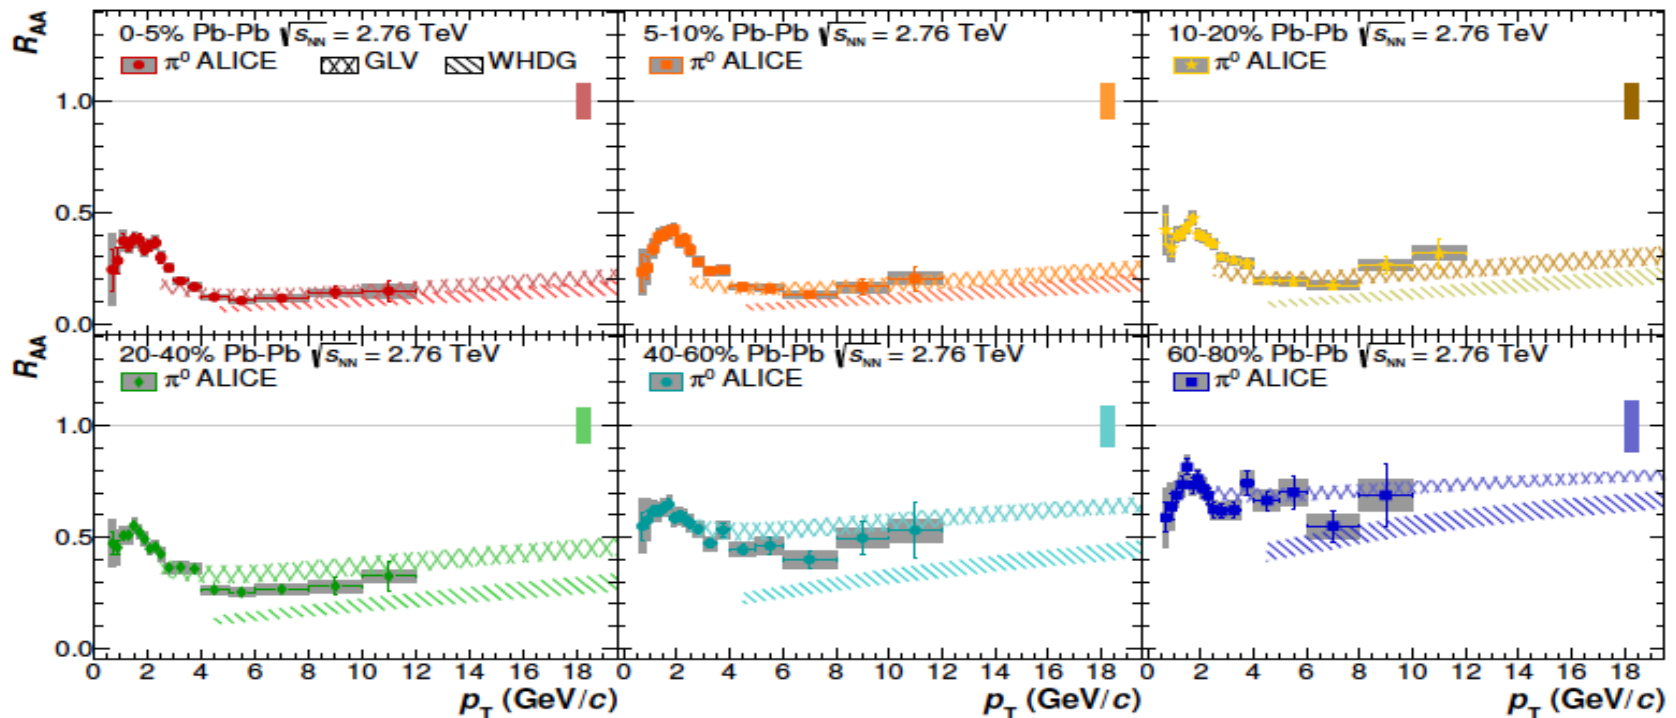 R_AA
0-5% Pb-Pb √s_NN = 2.76 TeV
π⁰ ALICE GLV WHDG
5-10% Pb-Pb √s_NN = 2.76 TeV
π⁰ ALICE
10-20% Pb-Pb √s_NN = 2.76 TeV
π⁰ ALICE
1.0
0.5
0.0
R_AA
20-40% Pb-Pb √s_NN = 2.76 TeV
π⁰ ALICE
40-60% Pb-Pb √s_NN = 2.76 TeV
π⁰ ALICE
60-80% Pb-Pb √s_NN = 2.76 TeV
π⁰ ALICE
1.0
0.5
0.0
0 2 4 6 8 10 12 14 16 18
0 2 4 6 8 10 12 14 16 18
0 2 4 6 8 10 12 14 16 18
p_T (GeV/c)
p_T (GeV/c)
p_T (GeV/c)